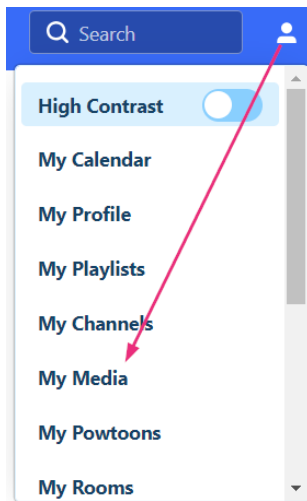 Search
High Contrast
My Calendar
My Profile
My Playlists
My Channels
My Media
My Powtoons
My Rooms